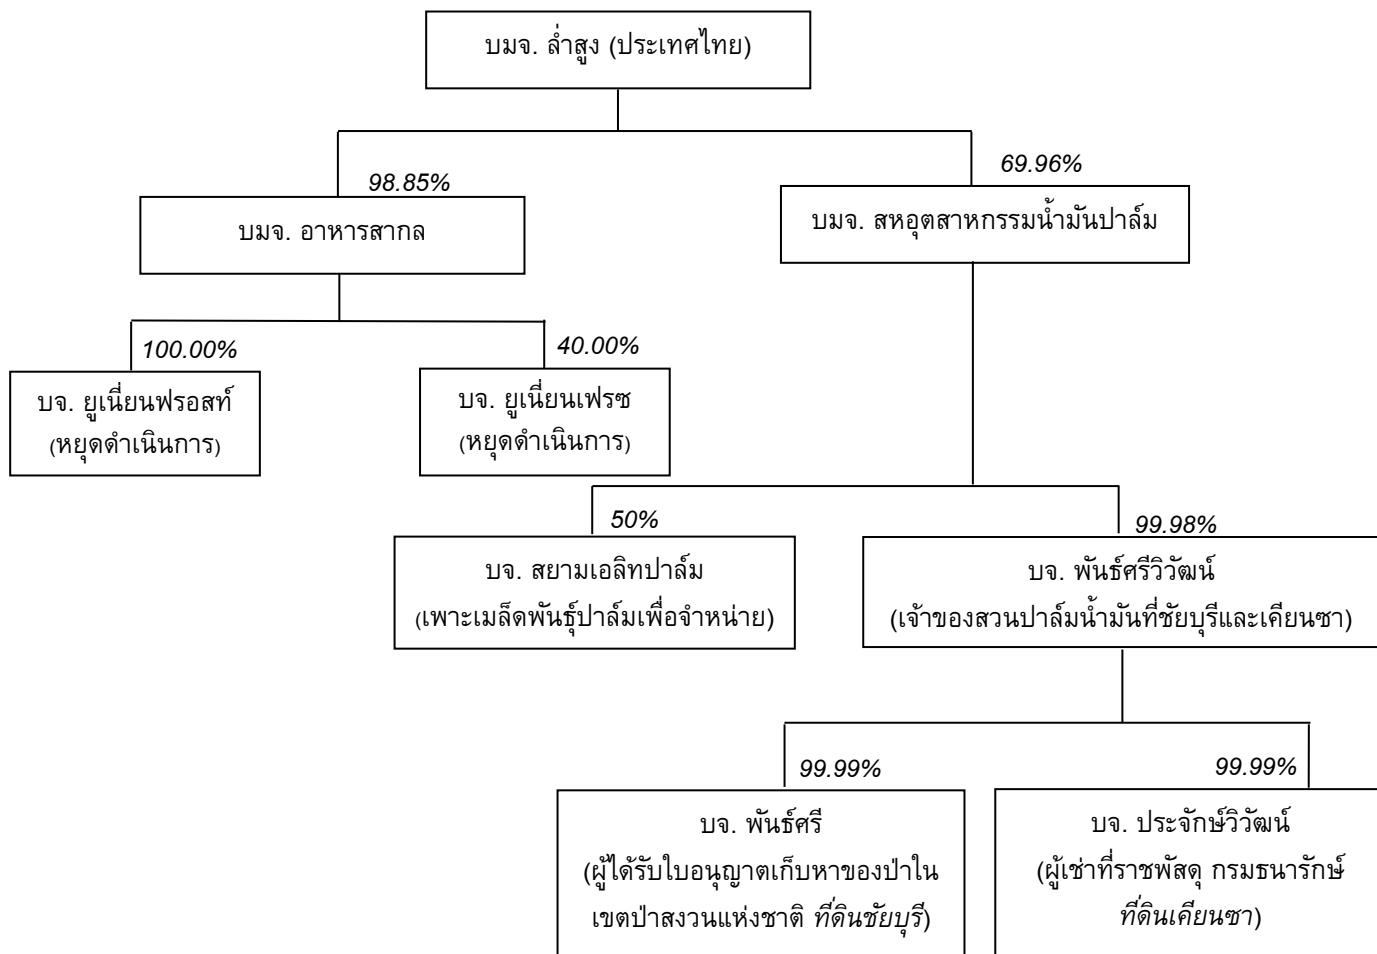 บมจ. ล่ำสูง (ประเทศไทย)
98.85%
69.96%
บมจ. อาหารสากล
บมจ. สหอุตสาหกรรมน้ำมันปาล์ม
100.00%
40.00%
บจ. ยูเนี่ยนฟรอสท์
(หยุดดำเนินการ)
บจ. ยูเนี่ยนเฟรซ
(หยุดดำเนินการ)
50%
99.98%
บจ. สยามเอลิทปาล์ม
(เพาะเมล็ดพันธุ์ปาล์มเพื่อจำหน่าย)
บจ. พันธ์ศรีวิวัฒน์
(เจ้าของสวนปาล์มน้ำมันที่ชัยบุรีและเคียนซา)
99.99%
99.99%
บจ. พันธ์ศรี
(ผู้ได้รับใบอนุญาตเก็บหาของป่าใน
เขตป่าสงวนแห่งชาติ ที่ดินชัยบุรี)
บจ. ประจักษ์วิวัฒน์
(ผู้เช่าที่ราชพัสดุ กรมธนารักษ์
ที่ดินเคียนซา)